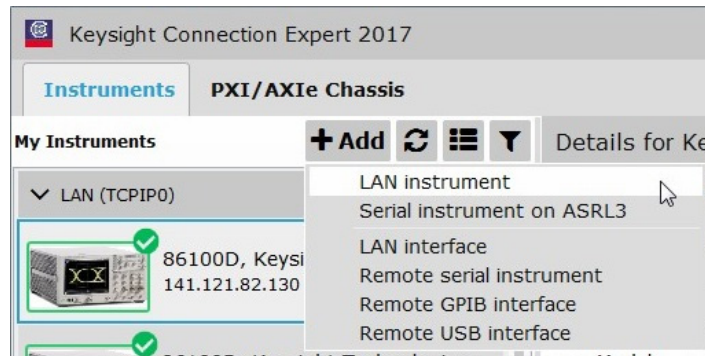 Keysight Connection Expert 2017
Instruments PXI/AXIe Chassis
My Instruments + Add Details for Ke
LAN (TCPIP0)
LAN instrument
Serial instrument on ASRL3
LAN interface
Remote serial instrument
Remote GPIB interface
Remote USB interface
86100D, Keysi
141.121.82.130